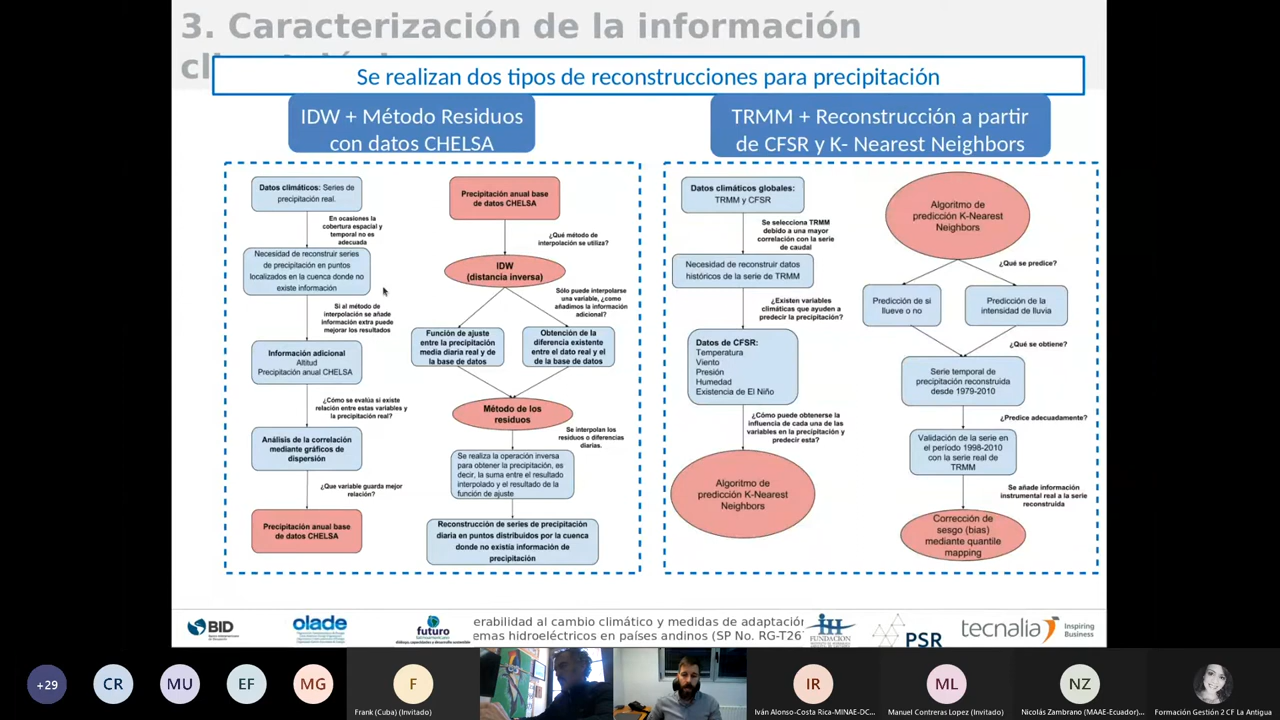 3. Caracterización de la información
Se realizan dos tipos de reconstrucciones para precipitación
IDW + Método Residuos
con datos CHELSA
Datos climáticos: Series de
precipitación real.
En ocasiones la
cobertura espacial y
temporal no es
adecuada
Necesidad de reconstruir series
de precipitación en puntos
localizados en la cuenca donde no
existe información
Si al método de
interpolación se añade
información extra puede
mejorar los resultados
Información adicional
Altitud
Precipitación anual CHELSA
¿Cómo se evalúa si existe
relación entre estas variables y
la precipitación real?
Análisis de la correlación
mediante gráficos de
dispersión
¿Que variable guarda mejor
relación?
Precipitación anual base
de datos CHELSA
Precipitación anual base
de datos CHELSA
¿Qué método de
interpolación se utiliza?
IDW
(distancia inversa)
Sólo puede interpolarse
una variable, ¿como
añadimos la información
adicional?
Función de ajuste
entre la precipitación
media diaria real y de
la base de datos
Obtención de la
diferencia existente
entre el dato real y el
de la base de datos
Método de los
residuos
Se interpolan los
residuos o diferencias
diarias.
Se realiza la operación inversa
para obtener la precipitación, es
decir, la suma entre el resultado
interpolado y el resultado de la
función de ajuste
Reconstrucción de series de precipitación
diaria en puntos distribuidos por la cuenca
donde no existía información de
precipitación
TRMM + Reconstrucción a partir
de CFSR y K- Nearest Neighbors
Datos climáticos globales:
TRMM y CFSR
Se selecciona TRMM
debido a una mayor
correlación con la serie
de caudal
Necesidad de reconstruir datos
históricos de la serie de TRMM
¿Existen variables
climáticas que ayuden a
predecir la precipitación?
Datos de CFSR:
Temperatura
Viento
Presión
Humedad
Existencia de El Niño
¿Cómo puede obtenerse la
influencia de cada una de las
variables en la precipitación y
predecir esta?
Algoritmo de
predicción K-Nearest
Neighbors
Algoritmo de
predicción K-Nearest
Neighbors
¿Qué se predice?
Predicción de si
llueve o no
Predicción de la
intensidad de lluvia
¿Qué se obtiene?
Serie temporal de
precipitación reconstruida
desde 1979-2010
¿Predice adecuadamente?
Validación de la serie en
el período 1998-2010
con la serie real de
TRMM
Se añade información
instrumental real a la serie
reconstruida
Corrección de
sesgo (bias)
mediante quantile
mapping
BID
olade
futuro
erabilidad al cambio climático y medidas de adaptación
emas hidroeléctricos en países andinos (SP No. RG-T26
FUNDACIÓN
PSR
tecnalia
Inspiring
Business
+29
CR
MU
EF
MG
F
Frank (Cuba) (Invitado)
IR
Iván Alonso-Costa Rica-MINAE-DC...
ML
Manuel Contreras Lopez (Invitado)
NZ
Nicolás Zambrano (MAAE-Ecuador)...
Formación Gestión 2 CF La Antigua